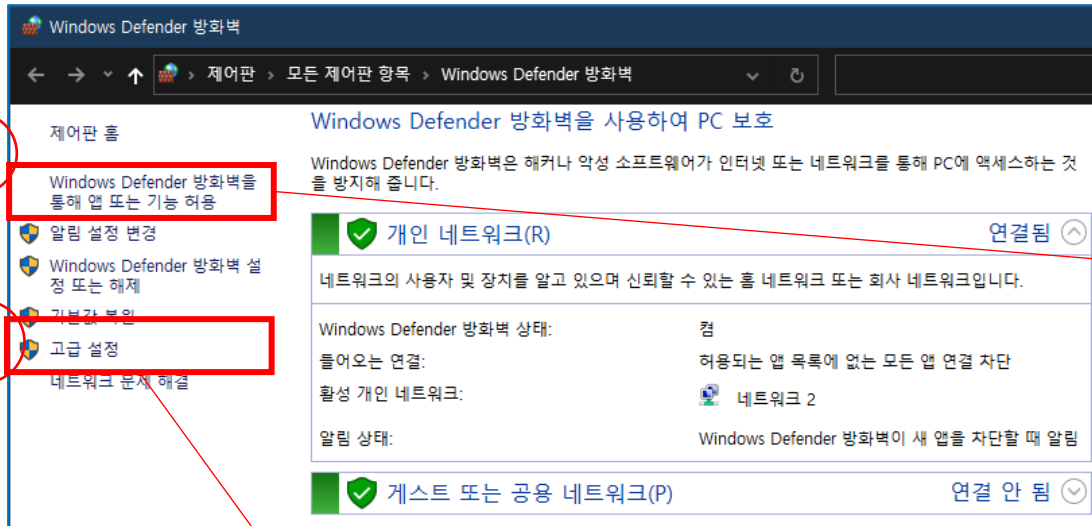 Windows Defender 방화벽
제어판 > 모든 제어판 항목 > Windows Defender 방화벽
제어판 홈
Windows Defender 방화벽을
통해 앱 또는 기능 허용
알림 설정 변경
Windows Defender 방화벽 설
정 또는 해제
기본값 복원
고급 설정
네트워크 문제 해결
Windows Defender 방화벽을 사용하여 PC 보호
Windows Defender 방화벽은 해커나 악성 소프트웨어가 인터넷 또는 네트워크를 통해 PC에 액세스하는 것
을 방지해 줍니다.
개인 네트워크(R) 연결됨
네트워크의 사용자 및 장치를 알고 있으며 신뢰할 수 있는 홈 네트워크 또는 회사 네트워크입니다.
Windows Defender 방화벽 상태: 켬
들어오는 연결: 허용되는 앱 목록에 없는 모든 앱 연결 차단
활성 개인 네트워크: 네트워크 2
알림 상태: Windows Defender 방화벽이 새 앱을 차단할 때 알림
게스트 또는 공용 네트워크(P) 연결 안 됨